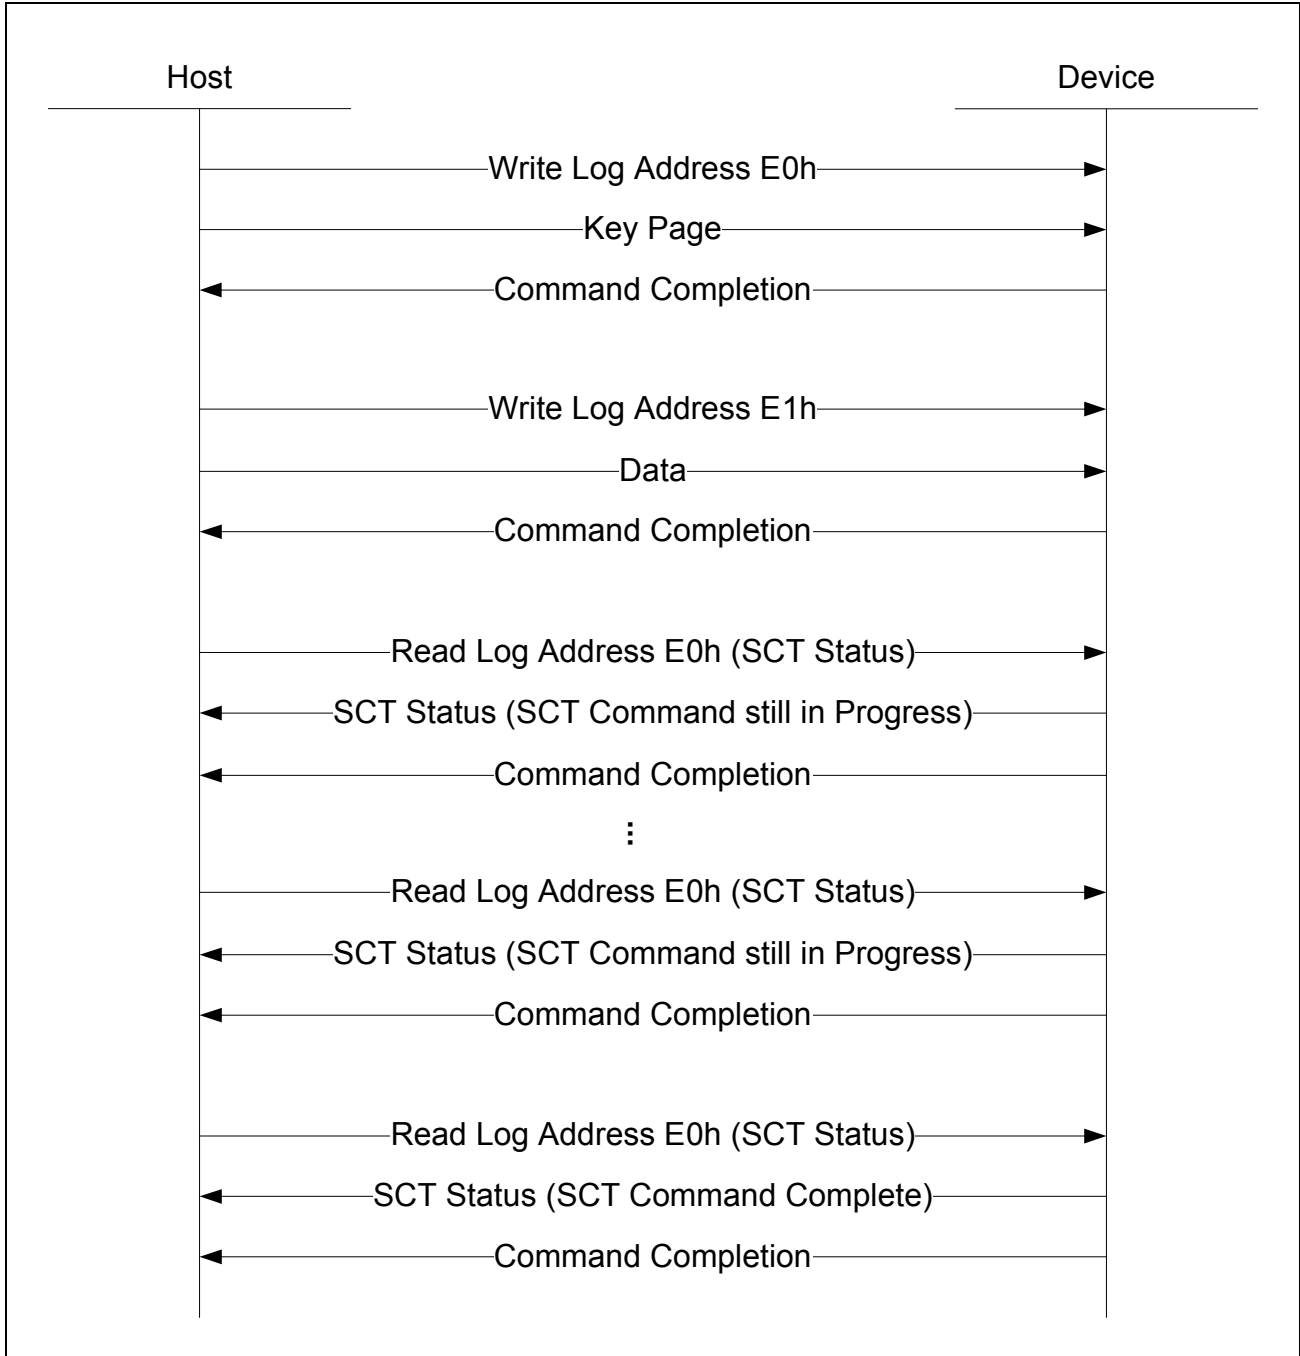 Host
Device
Write Log Address E0h
Key Page
Command Completion
Write Log Address E1h
Data
Command Completion
Read Log Address E0h (SCT Status)
SCT Status (SCT Command still in Progress)
Command Completion
...
Read Log Address E0h (SCT Status)
SCT Status (SCT Command still in Progress)
Command Completion
Read Log Address E0h (SCT Status)
SCT Status (SCT Command Complete)
Command Completion